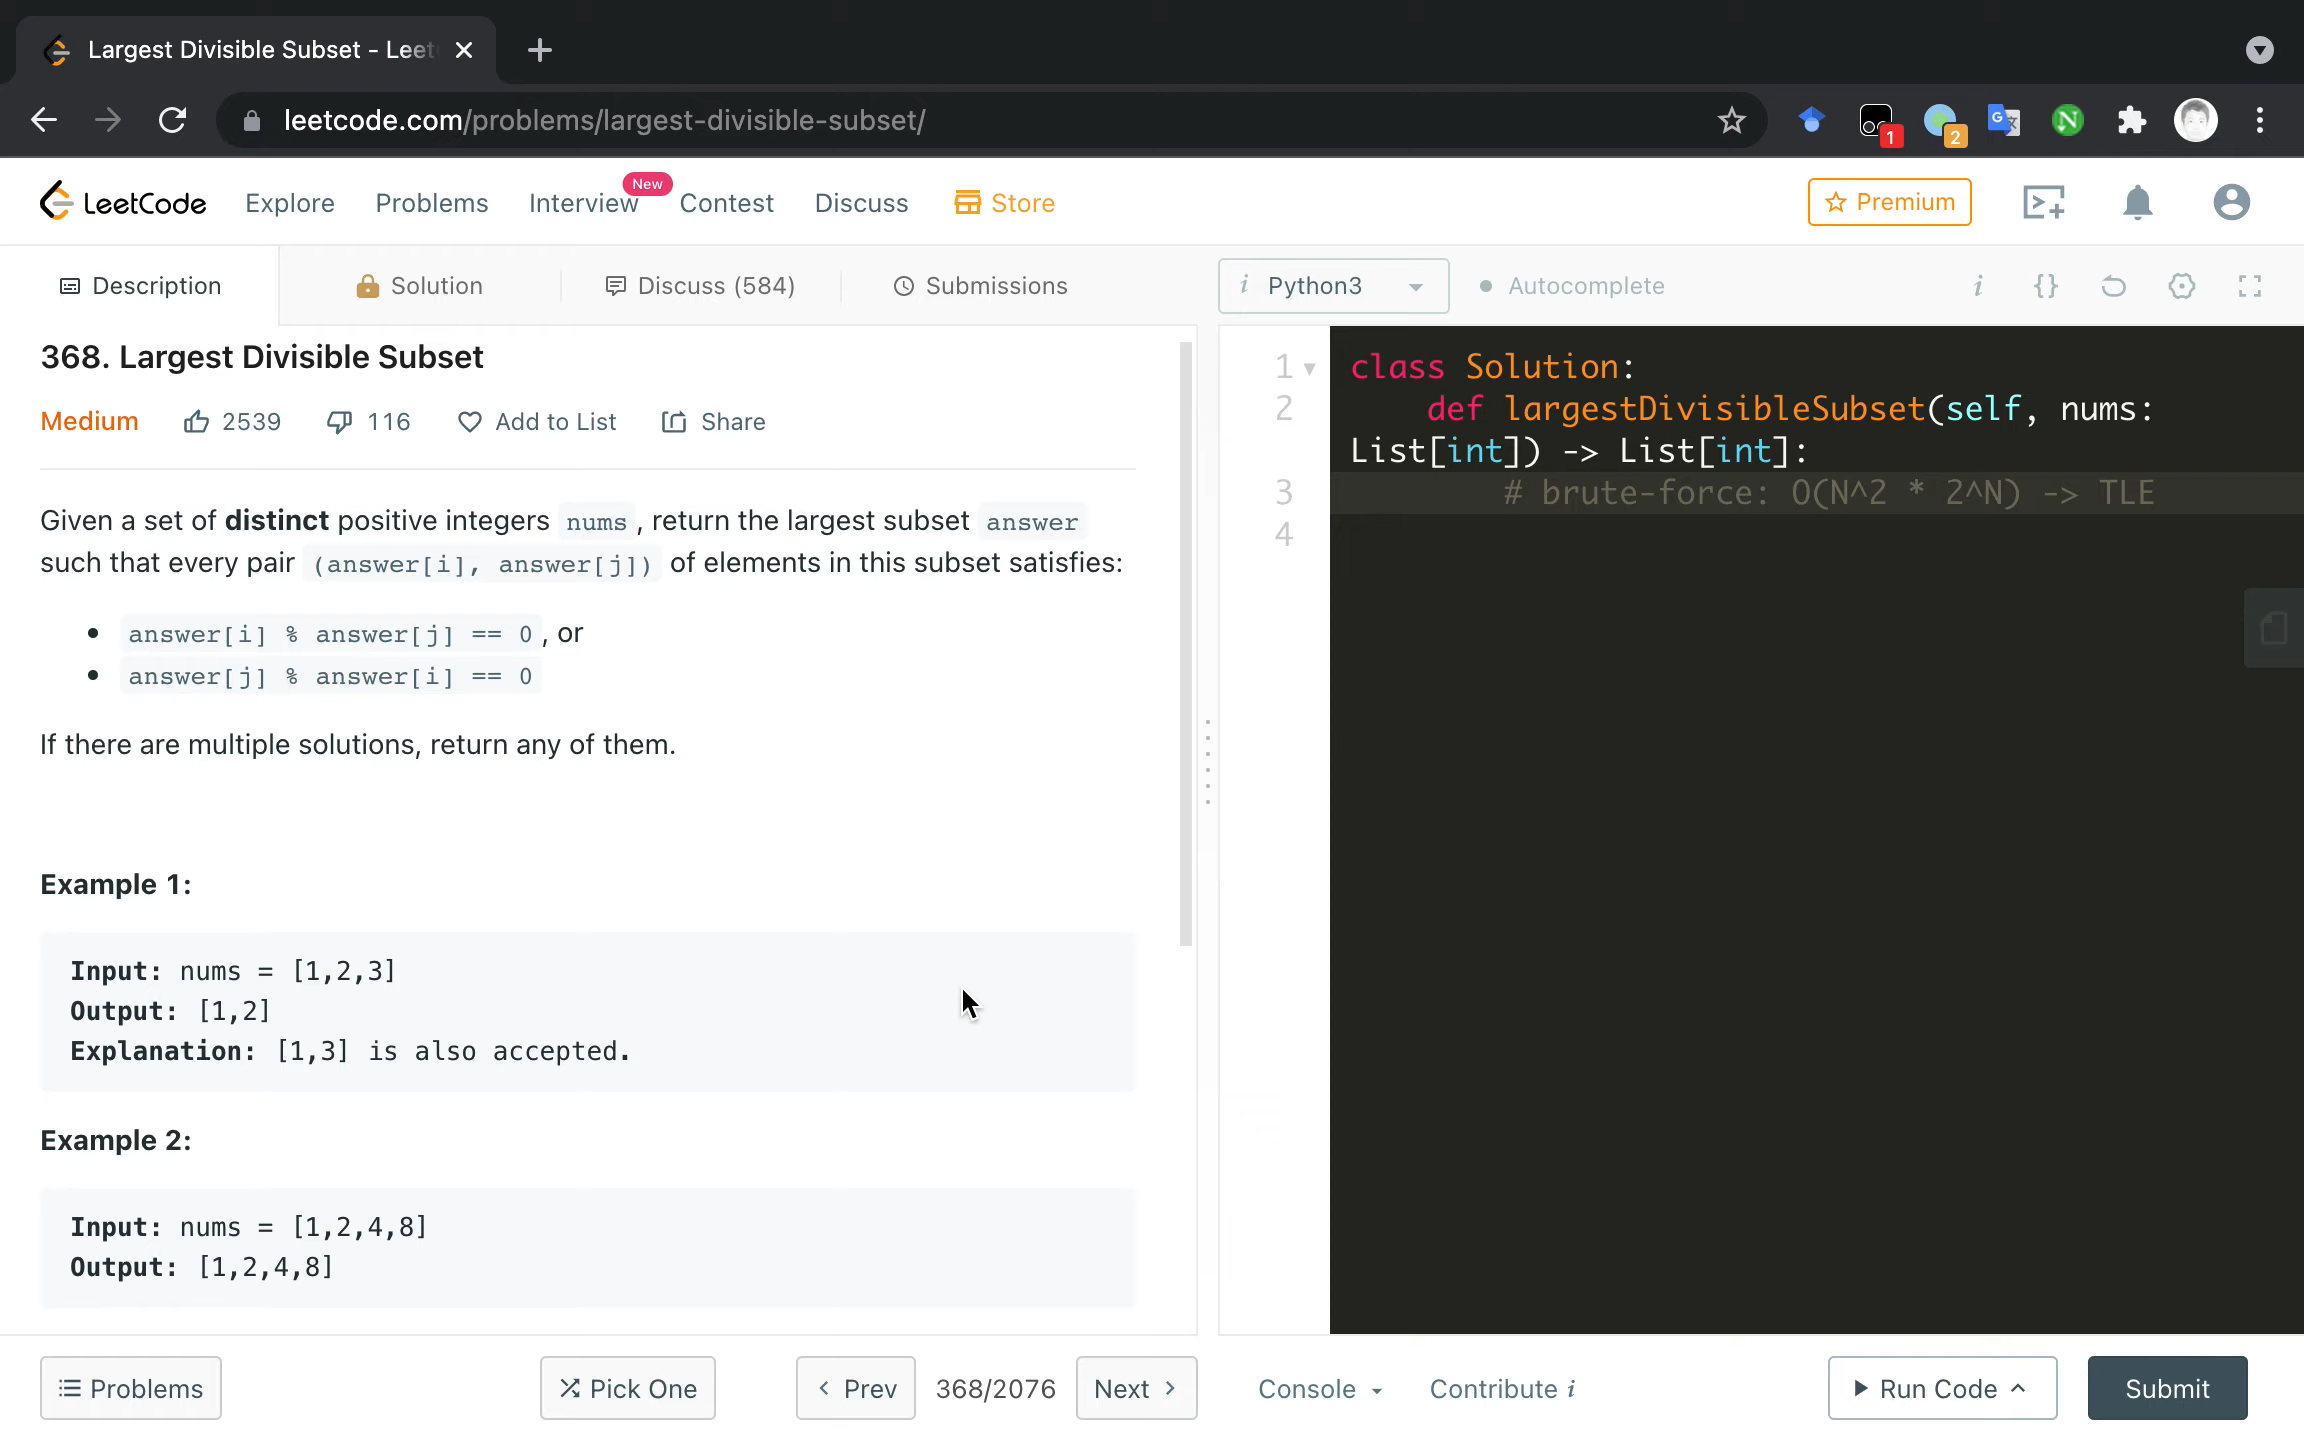 Largest Divisible Subset - Leet
leetcode.com/problems/largest-divisible-subset/
1
2
G
N
LeetCode
Explore
Problems
Interview
New
Contest
Discuss
Store
Premium
Description
Solution
Discuss (584)
Submissions
i Python3
Autocomplete
i {}
368. Largest Divisible Subset
Medium
2539
116
Add to List
Share
Given a set of distinct positive integers nums, return the largest subset answer
such that every pair (answer[i], answer[j]) of elements in this subset satisfies:
• answer[i] % answer[j] == 0, or
• answer[j] % answer[i] == 0
If there are multiple solutions, return any of them.
Example 1:
Input: nums = [1,2,3]
Output: [1,2]
Explanation: [1,3] is also accepted.
Example 2:
Input: nums = [1,2,4,8]
Output: [1,2,4,8]
1 class Solution:
2 def largestDivisibleSubset(self, nums:
List[int]) -> List[int]:
3 # brute-force: O(N^2 * 2^N) -> TLE
4
Problems
Pick One
Prev
368/2076
Next
Console
Contribute i
Run Code
Submit